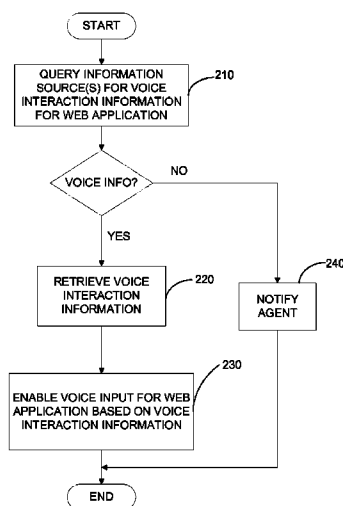 START
QUERY INFORMATION
SOURCE(S) FOR VOICE
INTERACTION INFORMATION
FOR WEB APPLICATION
210
VOICE INFO?
NO
YES
RETRIEVE VOICE
INTERACTION
INFORMATION
220
240
NOTIFY
AGENT
230
ENABLE VOICE INPUT FOR WEB
APPLICATION BASED ON VOICE
INTERACTION INFORMATION
END